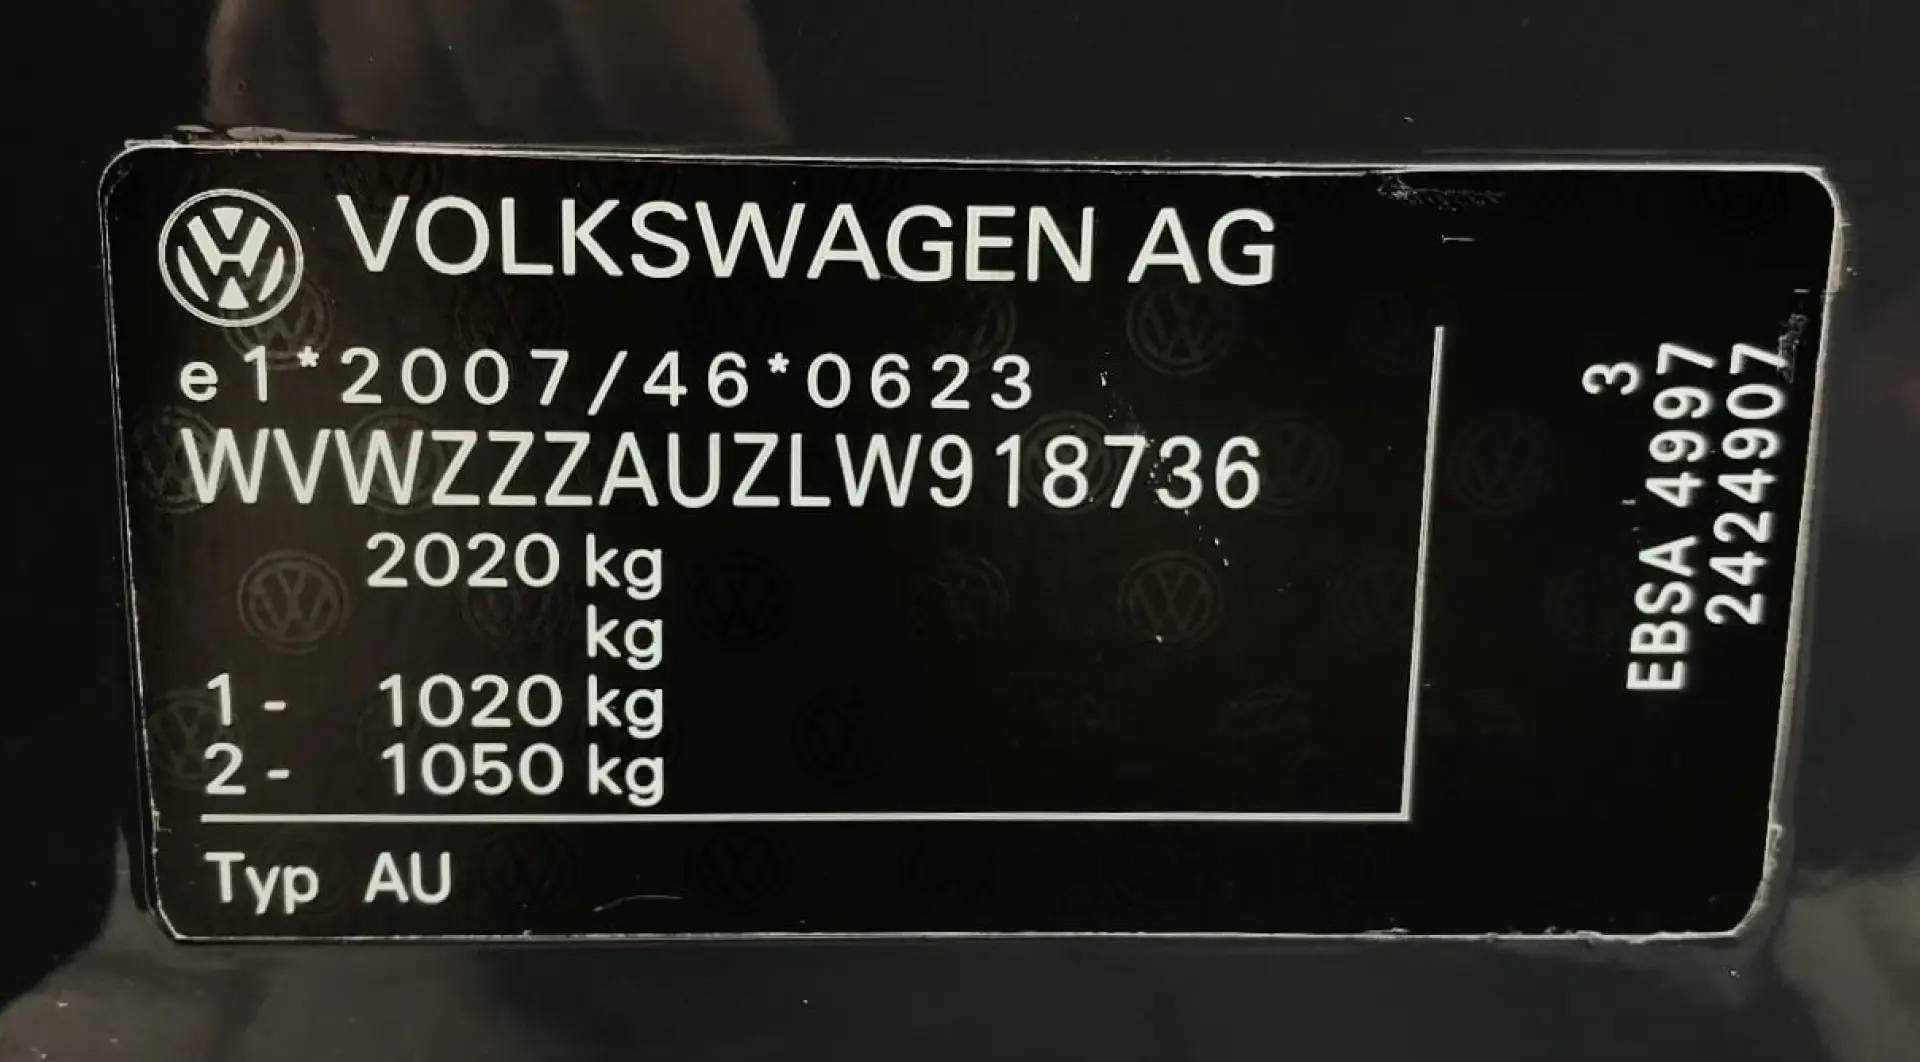 VOLKSWAGEN AG
e1*2007/46*0623
WVWZZZAUZLW918736
2020 kg
kg
1 - 1020 kg
2 - 1050 kg
Typ AU
3
EBSA 4997
2424907